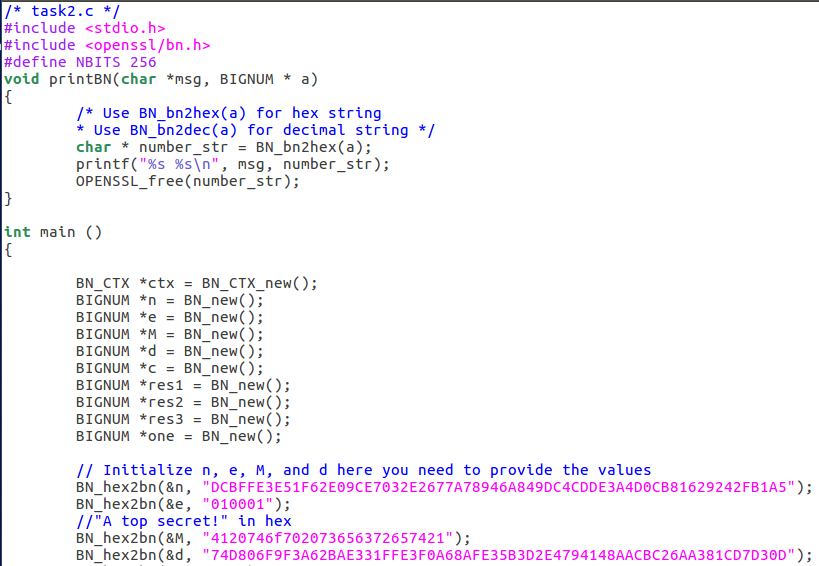 /* task2.c */
#include <stdio.h>
#include <openssl/bn.h>
#define NBITS 256
void printBN(char *msg, BIGNUM * a)
{
        /* Use BN_bn2hex(a) for hex string
        * Use BN_bn2dec(a) for decimal string */
        char * number_str = BN_bn2hex(a);
        printf("%s %s\n", msg, number_str);
        OPENSSL_free(number_str);
}

int main ()
{

        BN_CTX *ctx = BN_CTX_new();
        BIGNUM *n = BN_new();
        BIGNUM *e = BN_new();
        BIGNUM *M = BN_new();
        BIGNUM *d = BN_new();
        BIGNUM *c = BN_new();
        BIGNUM *res1 = BN_new();
        BIGNUM *res2 = BN_new();
        BIGNUM *res3 = BN_new();
        BIGNUM *one = BN_new();

        // Initialize n, e, M, and d here you need to provide the values
        BN_hex2bn(&n, "DCBFFE3E51F62E09CE7032E2677A78946A849DC4CDDE3A4D0CB81629242FB1A5");
        BN_hex2bn(&e, "010001");
        //"A top secret!" in hex
        BN_hex2bn(&M, "4120746f702073656372657421");
        BN_hex2bn(&d, "74D806F9F3A62BAE331FFE3F0A68AFE35B3D2E4794148AACBC26AA381CD7D30D");